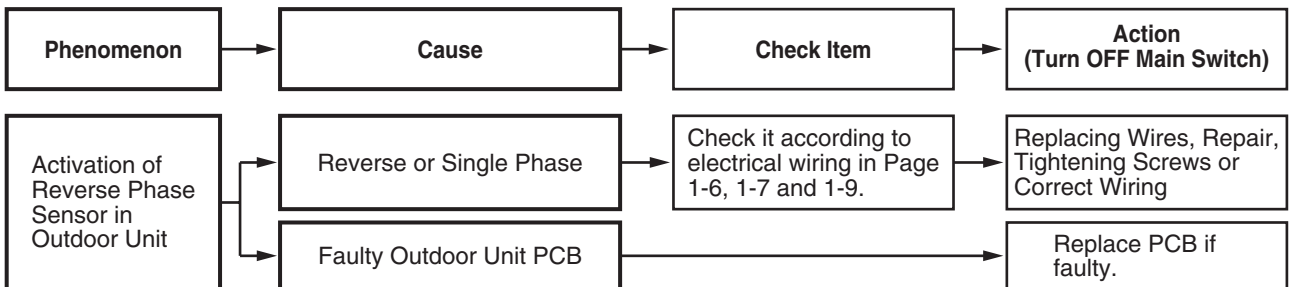 Phenomenon
Cause
Check Item
Action
(Turn OFF Main Switch)
Activation of
Reverse Phase
Sensor in
Outdoor Unit
Reverse or Single Phase
Check it according to
electrical wiring in Page
1-6, 1-7 and 1-9.
Replacing Wires, Repair,
Tightening Screws or
Correct Wiring
Faulty Outdoor Unit PCB
Replace PCB if
faulty.